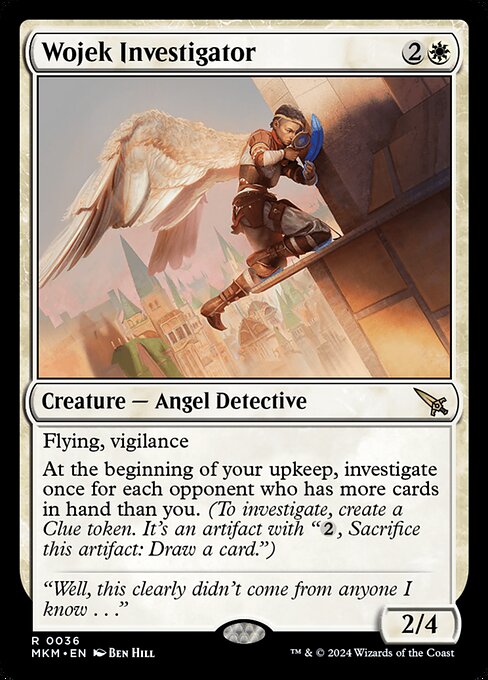 Wojek Investigator 2
Creature — Angel Detective
Flying, vigilance
At the beginning of your upkeep, investigate
once for each opponent who has more cards
in hand than you. (To investigate, create a
Clue token. It's an artifact with “2, Sacrifice
this artifact: Draw a card.”)
“Well, this clearly didn't come from anyone I
know . . .”
2/4
R 0036
MKM • EN Ben Hill
™ & © 2024 Wizards of the Coast